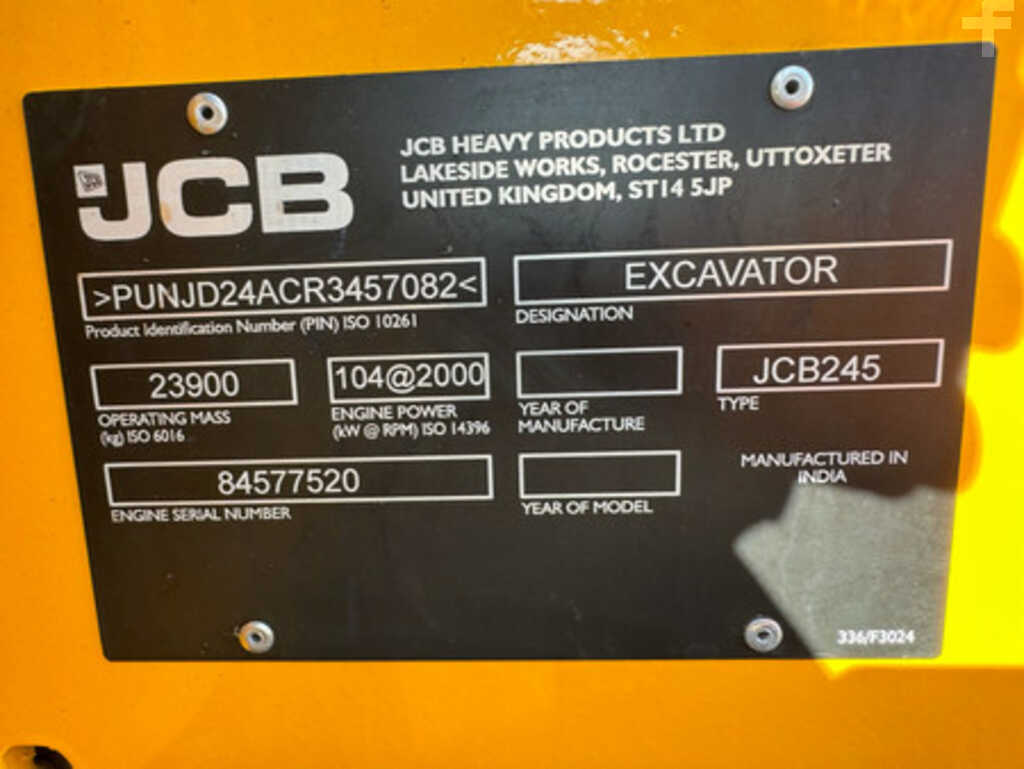 JCB
JCB HEAVY PRODUCTS LTD
LAKESIDE WORKS, ROCESTER, UTTOXETER
UNITED KINGDOM, ST14 5JP
>PUNJD24ACR3457082<
Product Identification Number (PIN) ISO 10261
EXCAVATOR
DESIGNATION
23900
OPERATING MASS
(kg) ISO 6016
104@2000
ENGINE POWER
(kW @ RPM) ISO 14396
YEAR OF
MANUFACTURE
JCB245
TYPE
84577520
ENGINE SERIAL NUMBER
YEAR OF MODEL
MANUFACTURED IN
INDIA
336/F3024